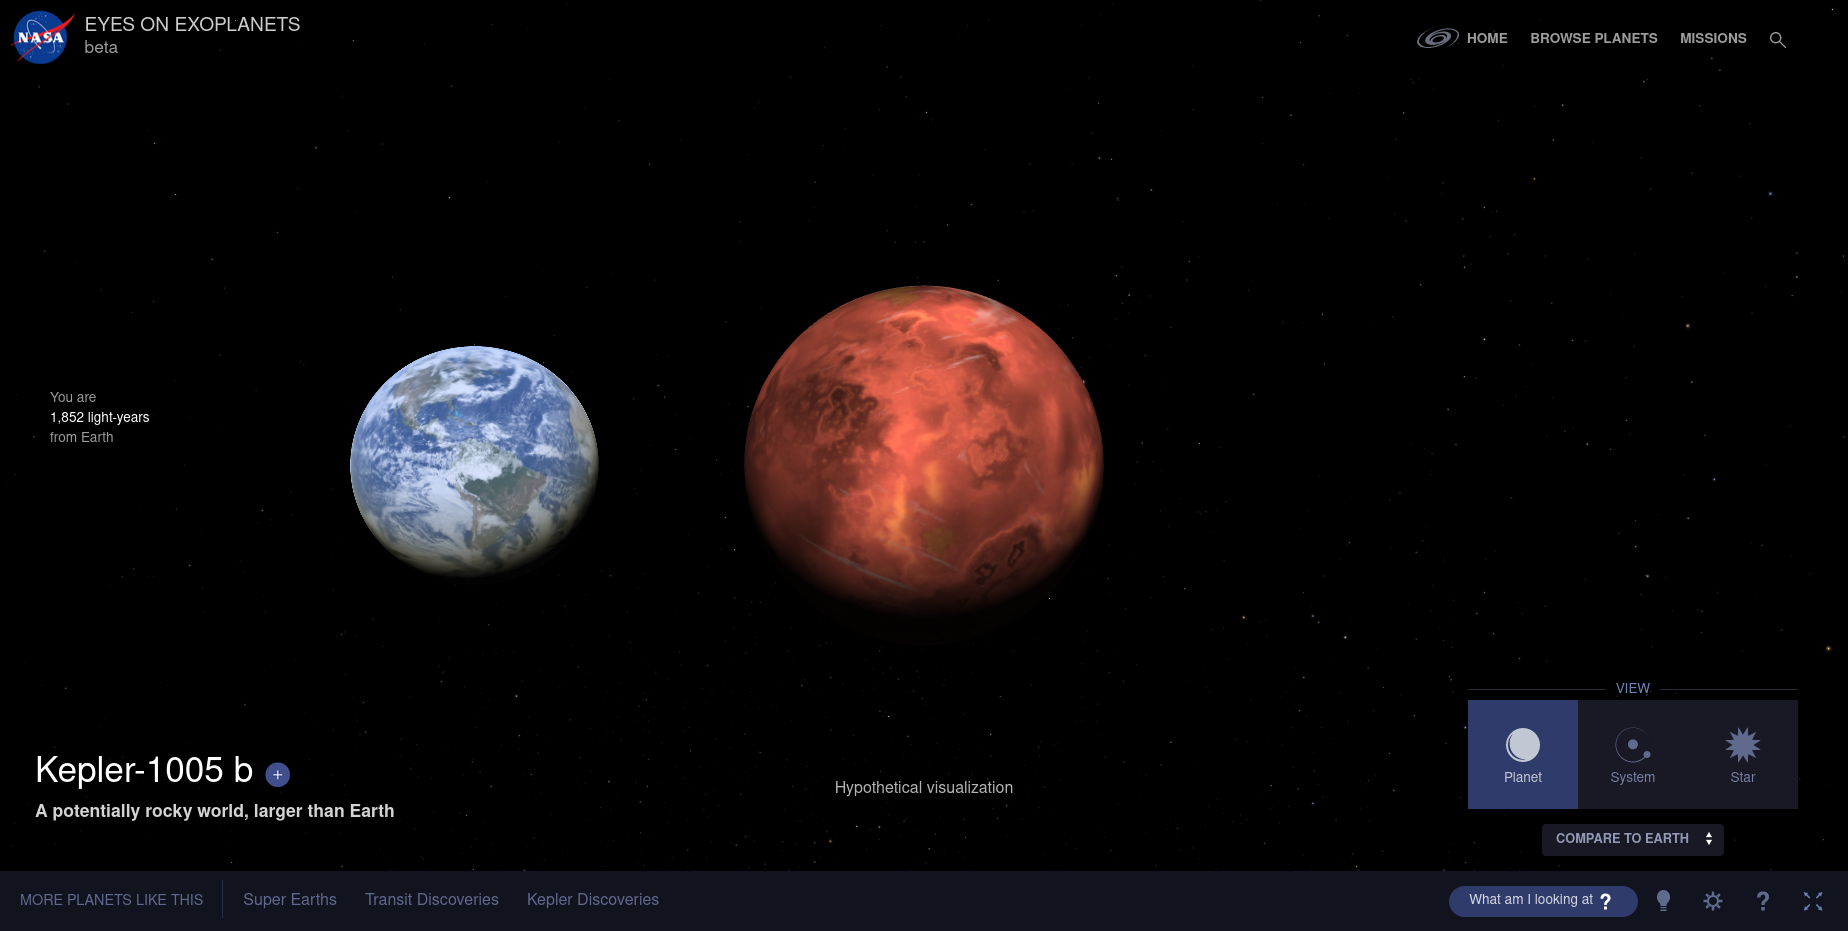 NASA
EYES ON EXOPLANETS
beta
HOME
BROWSE PLANETS
MISSIONS
You are
1,852 light-years
from Earth
VIEW
Planet
System
Star
COMPARE TO EARTH
Kepler-1005 b +
A potentially rocky world, larger than Earth
Hypothetical visualization
MORE PLANETS LIKE THIS
Super Earths
Transit Discoveries
Kepler Discoveries
What am I looking at ?
?